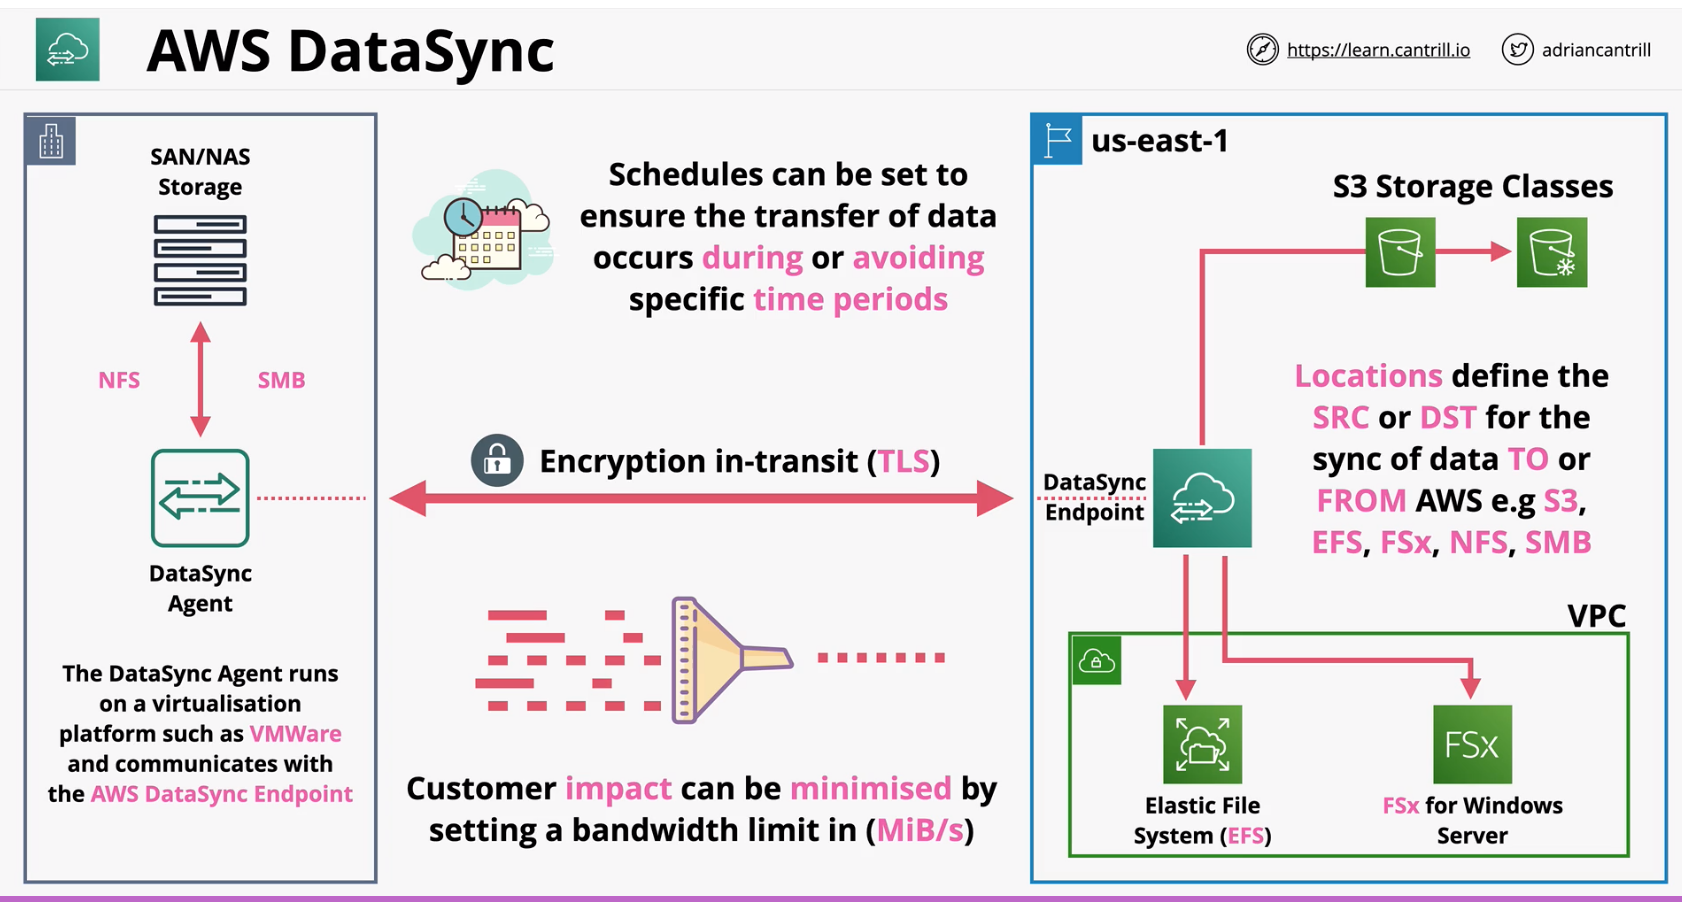 AWS DataSync
https://learn.cantrill.io
adriancantrill
SAN/NAS
Storage
NFS
SMB
DataSync
Agent
The DataSync Agent runs
on a virtualisation
platform such as VMWare
and communicates with
the AWS DataSync Endpoint
Schedules can be set to
ensure the transfer of data
occurs during or avoiding
specific time periods
Encryption in-transit (TLS)
Customer impact can be minimised by
setting a bandwidth limit in (MiB/s)
us-east-1
S3 Storage Classes
Locations define the
SRC or DST for the
sync of data TO or
FROM AWS e.g S3,
EFS, FSx, NFS, SMB
DataSync
Endpoint
VPC
Elastic File
System (EFS)
FSx
FSx for Windows
Server